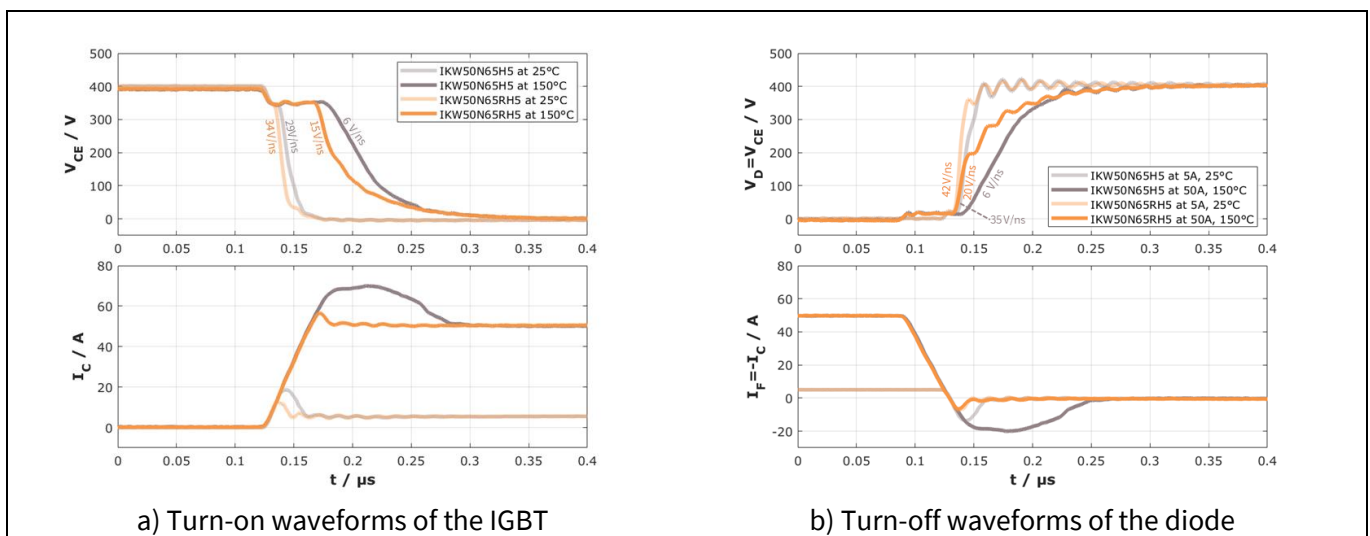 500
400
300
200
100
0
V_CE / V
IKW50N65H5 at 25°C
IKW50N65H5 at 150°C
IKW50N65RH5 at 25°C
IKW50N65RH5 at 150°C
34V/ns
29V/ns
15V/ns
6 V/ns
0 0.05 0.1 0.15 0.2 0.25 0.3 0.35 0.4
80
60
40
20
0
I_C / A
0 0.05 0.1 0.15 0.2 0.25 0.3 0.35 0.4
t / µs
a) Turn-on waveforms of the IGBT
500
400
300
200
100
0
V_D=V_CE / V
42V/ns
20V/ns
6 V/ns
35V/ns
IKW50N65H5 at 5A, 25°C
IKW50N65H5 at 50A, 150°C
IKW50N65RH5 at 5A, 25°C
IKW50N65RH5 at 50A, 150°C
0 0.05 0.1 0.15 0.2 0.25 0.3 0.35 0.4
80
60
40
20
0
-20
I_F=-I_C / A
0 0.05 0.1 0.15 0.2 0.25 0.3 0.35 0.4
t / µs
b) Turn-off waveforms of the diode